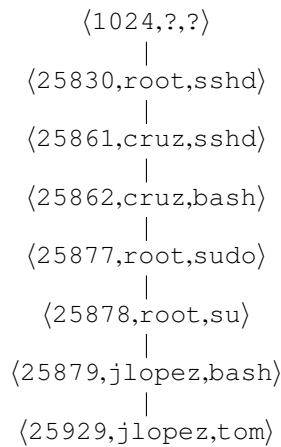 ⟨1024,?,?⟩
⟨25830,root,sshd⟩
⟨25861,cruz,sshd⟩
⟨25862,cruz,bash⟩
⟨25877,root,sudo⟩
⟨25878,root,su⟩
⟨25879,jlopez,bash⟩
⟨25929,jlopez,tom⟩